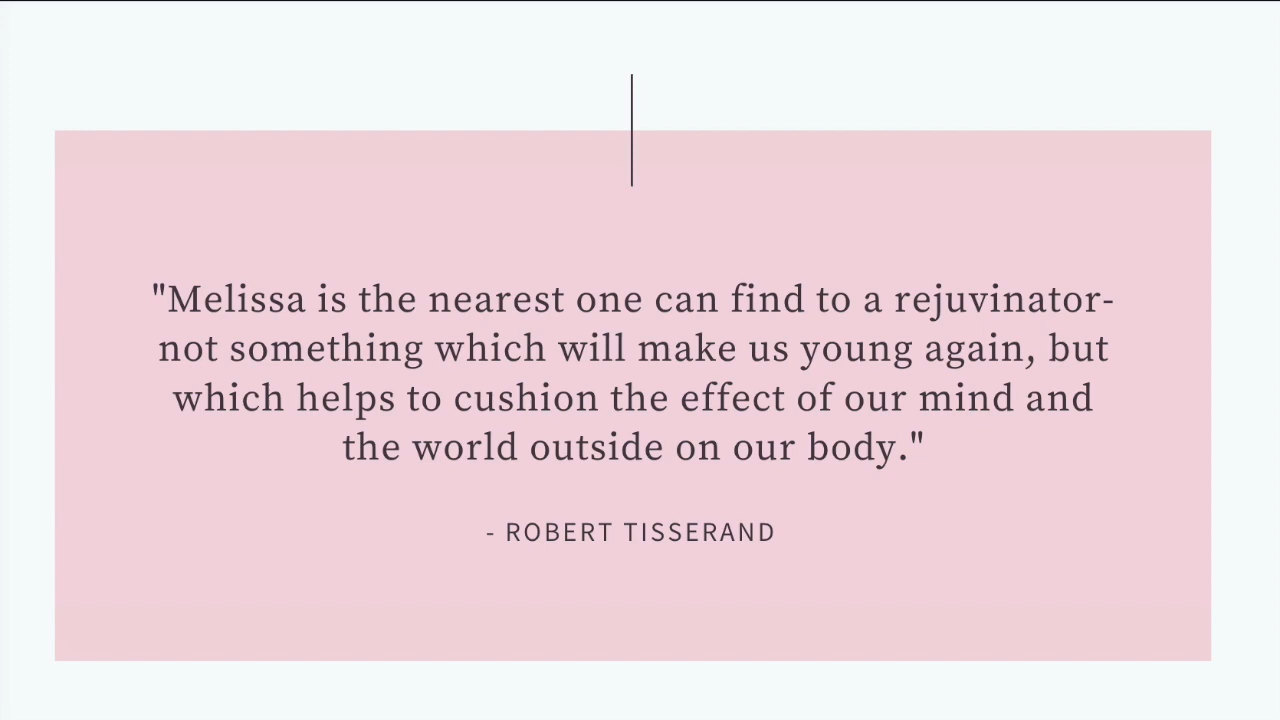 "Melissa is the nearest one can find to a rejuvinator-
not something which will make us young again, but
which helps to cushion the effect of our mind and
the world outside on our body."
- ROBERT TISSERAND